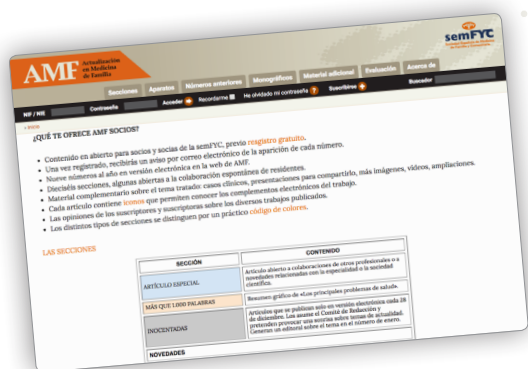 AMF Actualización
en Medicina
de Familia
semFYC
Secciones Aparatos Números anteriores Monográficos Material adicional Evaluación Acerca de
NIF / NIE Contraseña Acceder Recordarme He olvidado mi contraseña ? Suscribirse Buscador
< Inicio
¿QUÉ TE OFRECE AMF SOCIOS?
• Contenido en abierto para socios y socias de la semFYC, previo resgistro gratuito.
• Una vez registrado, recibirás un aviso por correo electrónico de la aparición de cada número.
• Nueve números al año en versión electrónica en la web de AMF.
• Dieciséis secciones, algunas abiertas a la colaboración espontánea de residentes.
• Material complementario sobre el tema tratado: casos clínicos, presentaciones para compartirlo, más imágenes, vídeos, ampliaciones.
• Cada artículo contiene iconos que permiten conocer los complementos electrónicos del trabajo.
• Las opiniones de los suscriptores y suscriptoras sobre los diversos trabajos publicados.
• Los distintos tipos de secciones se distinguen por un práctico código de colores.
LAS SECCIONES
SECCIÓN CONTENIDO
ARTÍCULO ESPECIAL
Artículo abierto a colaboraciones de otros profesionales o a
novedades relacionadas con la especialidad o la sociedad
científica.
MÁS QUE 1.000 PALABRAS Resumen gráfico de «Los principales problemas de salud».
INOCENTADAS
Artículos que se publican solo en versión electrónica cada 28
de diciembre. Los asume el Comité de Redacción y
pretenden provocar una sonrisa sobre temas de actualidad.
Generan un editorial sobre el tema en el número de enero.
NOVEDADES